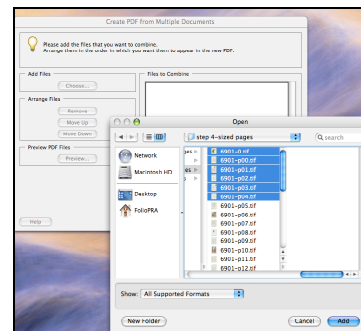 Create PDF from Multiple Documents
Please add the files that you want to combine.
Arrange them in the order in which you want them to appear in the new PDF.
Add Files
Choose...
Files to Combine
Arrange Files
Remove
Move Up
Move Down
Preview PDF Files
Preview...
Help
Open
step 4-sized pages
search
Network
Macintosh HD
Desktop
FolioPRA
6901-0.tif
6901-p00.tif
6901-p01.tif
6901-p02.tif
6901-p03.tif
6901-p04.tif
6901-p05.tif
6901-p06.tif
6901-p07.tif
6901-p08.tif
6901-p09.tif
6901-p10.tif
6901-p11.tif
6901-p12.tif
Show: All Supported Formats
New Folder
Cancel
Add